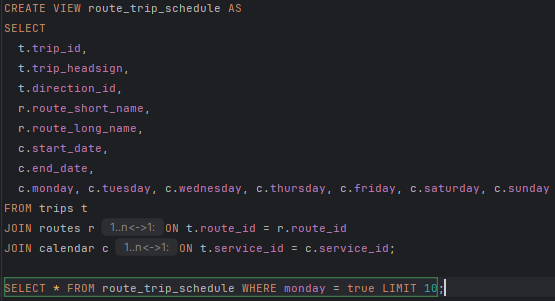 CREATE VIEW route_trip_schedule AS
SELECT
  t.trip_id,
  t.trip_headsign,
  t.direction_id,
  r.route_short_name,
  r.route_long_name,
  c.start_date,
  c.end_date,
  c.monday, c.tuesday, c.wednesday, c.thursday, c.friday, c.saturday, c.sunday
FROM trips t
JOIN routes r 1..n<->1: ON t.route_id = r.route_id
JOIN calendar c 1..n<->1: ON t.service_id = c.service_id;
SELECT * FROM route_trip_schedule WHERE monday = true LIMIT 10;